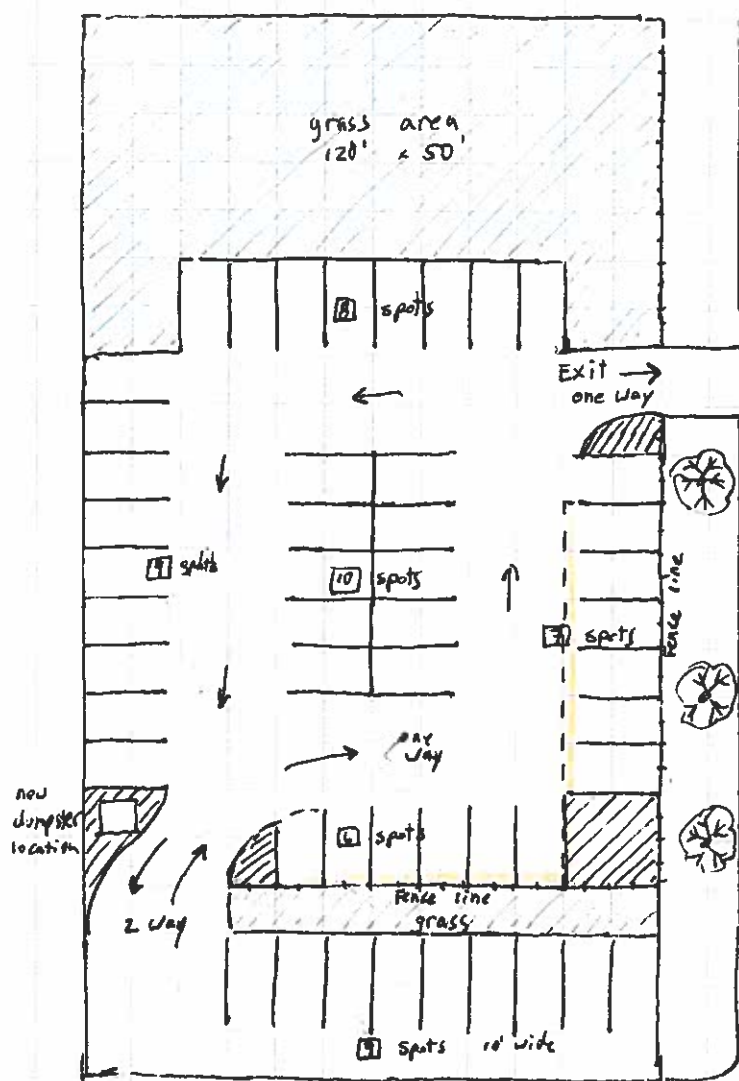 grass area
120' x 50'
8 spots
Exit →
one way
9 spots
10 spots
7 spots
Fence line
one
way
new
dumpster
location
6 spots
2 way
Fence line
grass
9 spots 10' wide